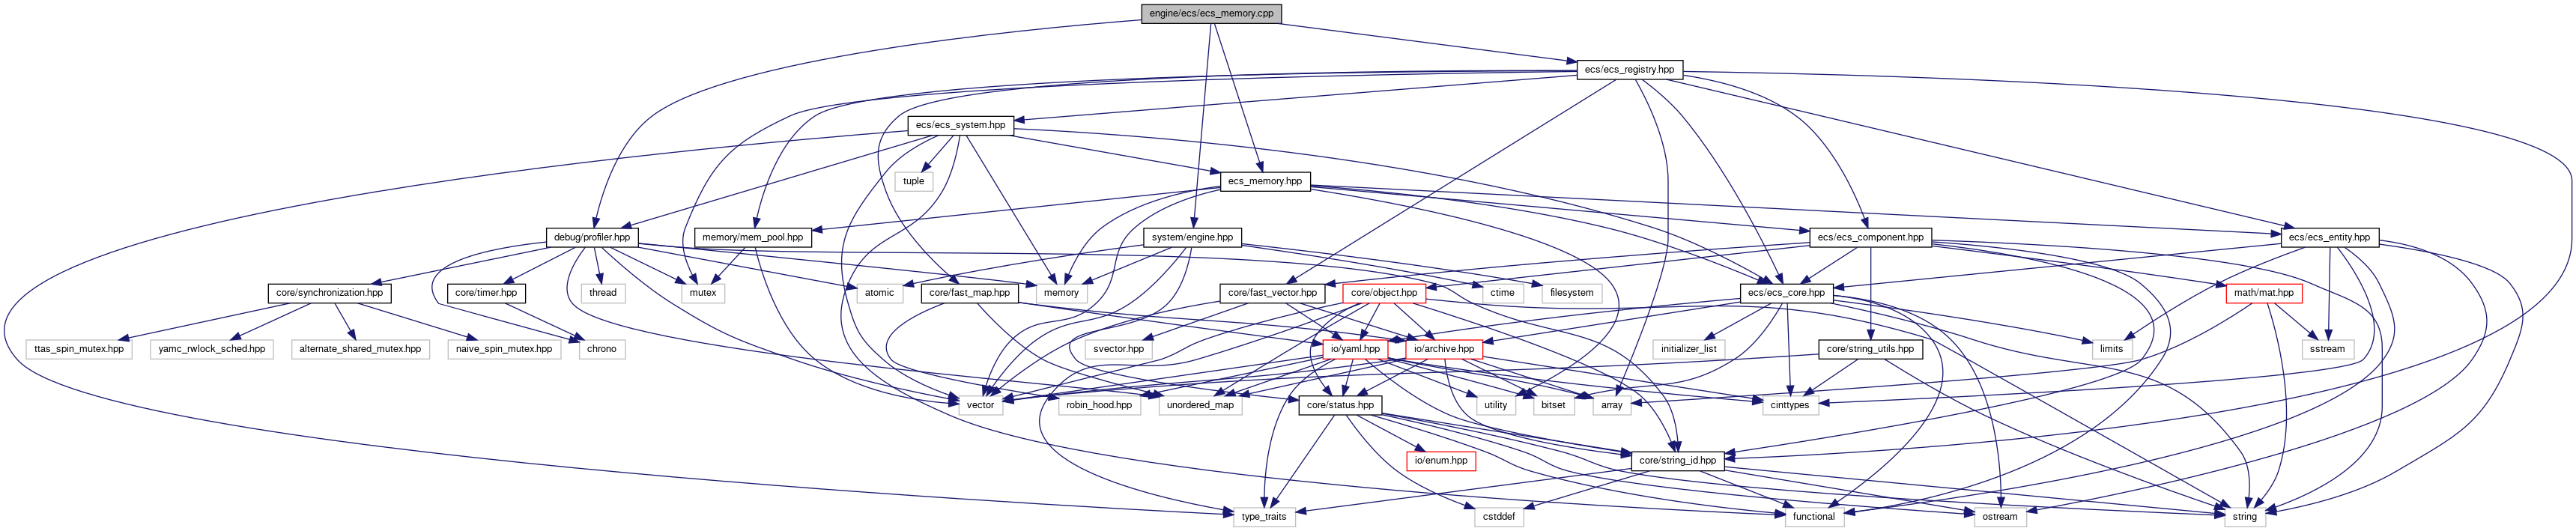 engine/ecs/ecs_memory.cpp
ecs/ecs_registry.hpp
ecs/ecs_system.hpp
tuple
ecs_memory.hpp
debug/profiler.hpp
memory/mem_pool.hpp
system/engine.hpp
ecs/ecs_component.hpp
ecs/ecs_entity.hpp
core/synchronization.hpp
core/timer.hpp
thread
mutex
atomic
core/fast_map.hpp
memory
core/fast_vector.hpp
core/object.hpp
ctime
filesystem
ecs/ecs_core.hpp
math/mat.hpp
ttas_spin_mutex.hpp
yamc_rwlock_sched.hpp
alternate_shared_mutex.hpp
naive_spin_mutex.hpp
chrono
svector.hpp
io/yaml.hpp
io/archive.hpp
initializer_list
core/string_utils.hpp
limits
sstream
vector
robin_hood.hpp
unordered_map
core/status.hpp
utility
bitset
array
cinttypes
io/enum.hpp
core/string_id.hpp
type_traits
cstddef
functional
ostream
string